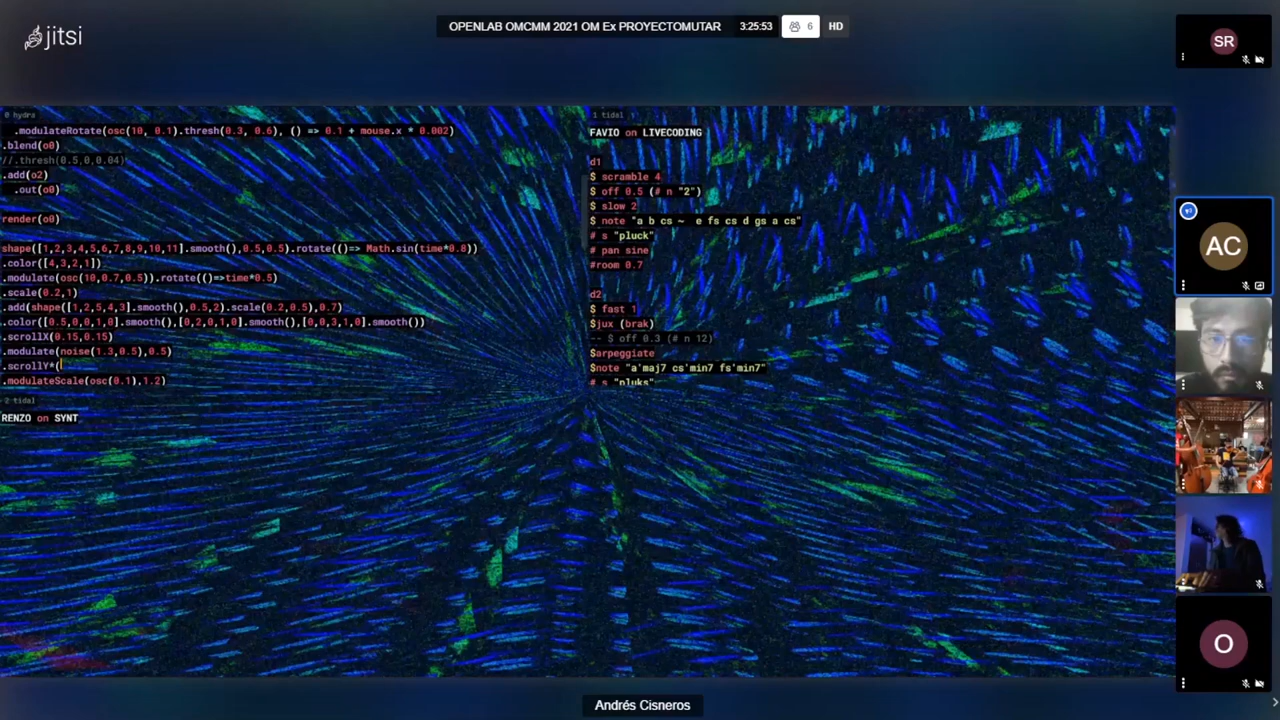 jitsi
OPENLAB OMCMM 2021 OM Ex PROYECTOMUTAR 3:25:53 6 HD
SR
0 hydra
.modulateRotate(osc(10, 0.1).thresh(0.3, 0.6), () => 0.1 + mouse.x * 0.002)
.blend(o0)
//.thresh(0.5,0,0.04)
.add(o2)
.out(o0)
render(o0)
shape([1,2,3,4,5,6,7,8,9,10,11].smooth(),0.5,0.5).rotate(()=> Math.sin(time*0.8))
.color([4,3,2,1])
.modulate(osc(10,0.7,0.5)).rotate(()=>time*0.5)
.scale(0.2,1)
.add(shape([1,2,5,4,3].smooth(),0.5,2).scale(0.2,0.5),0.7)
.color([0.5,0,0,1,0].smooth(),[0,2,0,1,0].smooth(),[0,0,3,1,0].smooth())
.scrollX(0.15,0.15)
.modulate(noise(1.3,0.5),0.5)
.scrollY*(
.modulateScale(osc(0.1),1.2)
1 tidal
FAVIO on LIVECODING
d1
$ scramble 4
$ off 0.5 (# n "2")
$ slow 2
$ note "a b cs ~  e fs cs d gs a cs"
# s "pluck"
# pan sine
#room 0.7
d2
$ fast 1
$jux (brak)
-- $ off 0.3 (# n 12)
$arpeggiate
$note "a'maj7 cs'min7 fs'min7"
# s "pluks"
2 tidal
RENZO on SYNT
AC
O
Andrés Cisneros